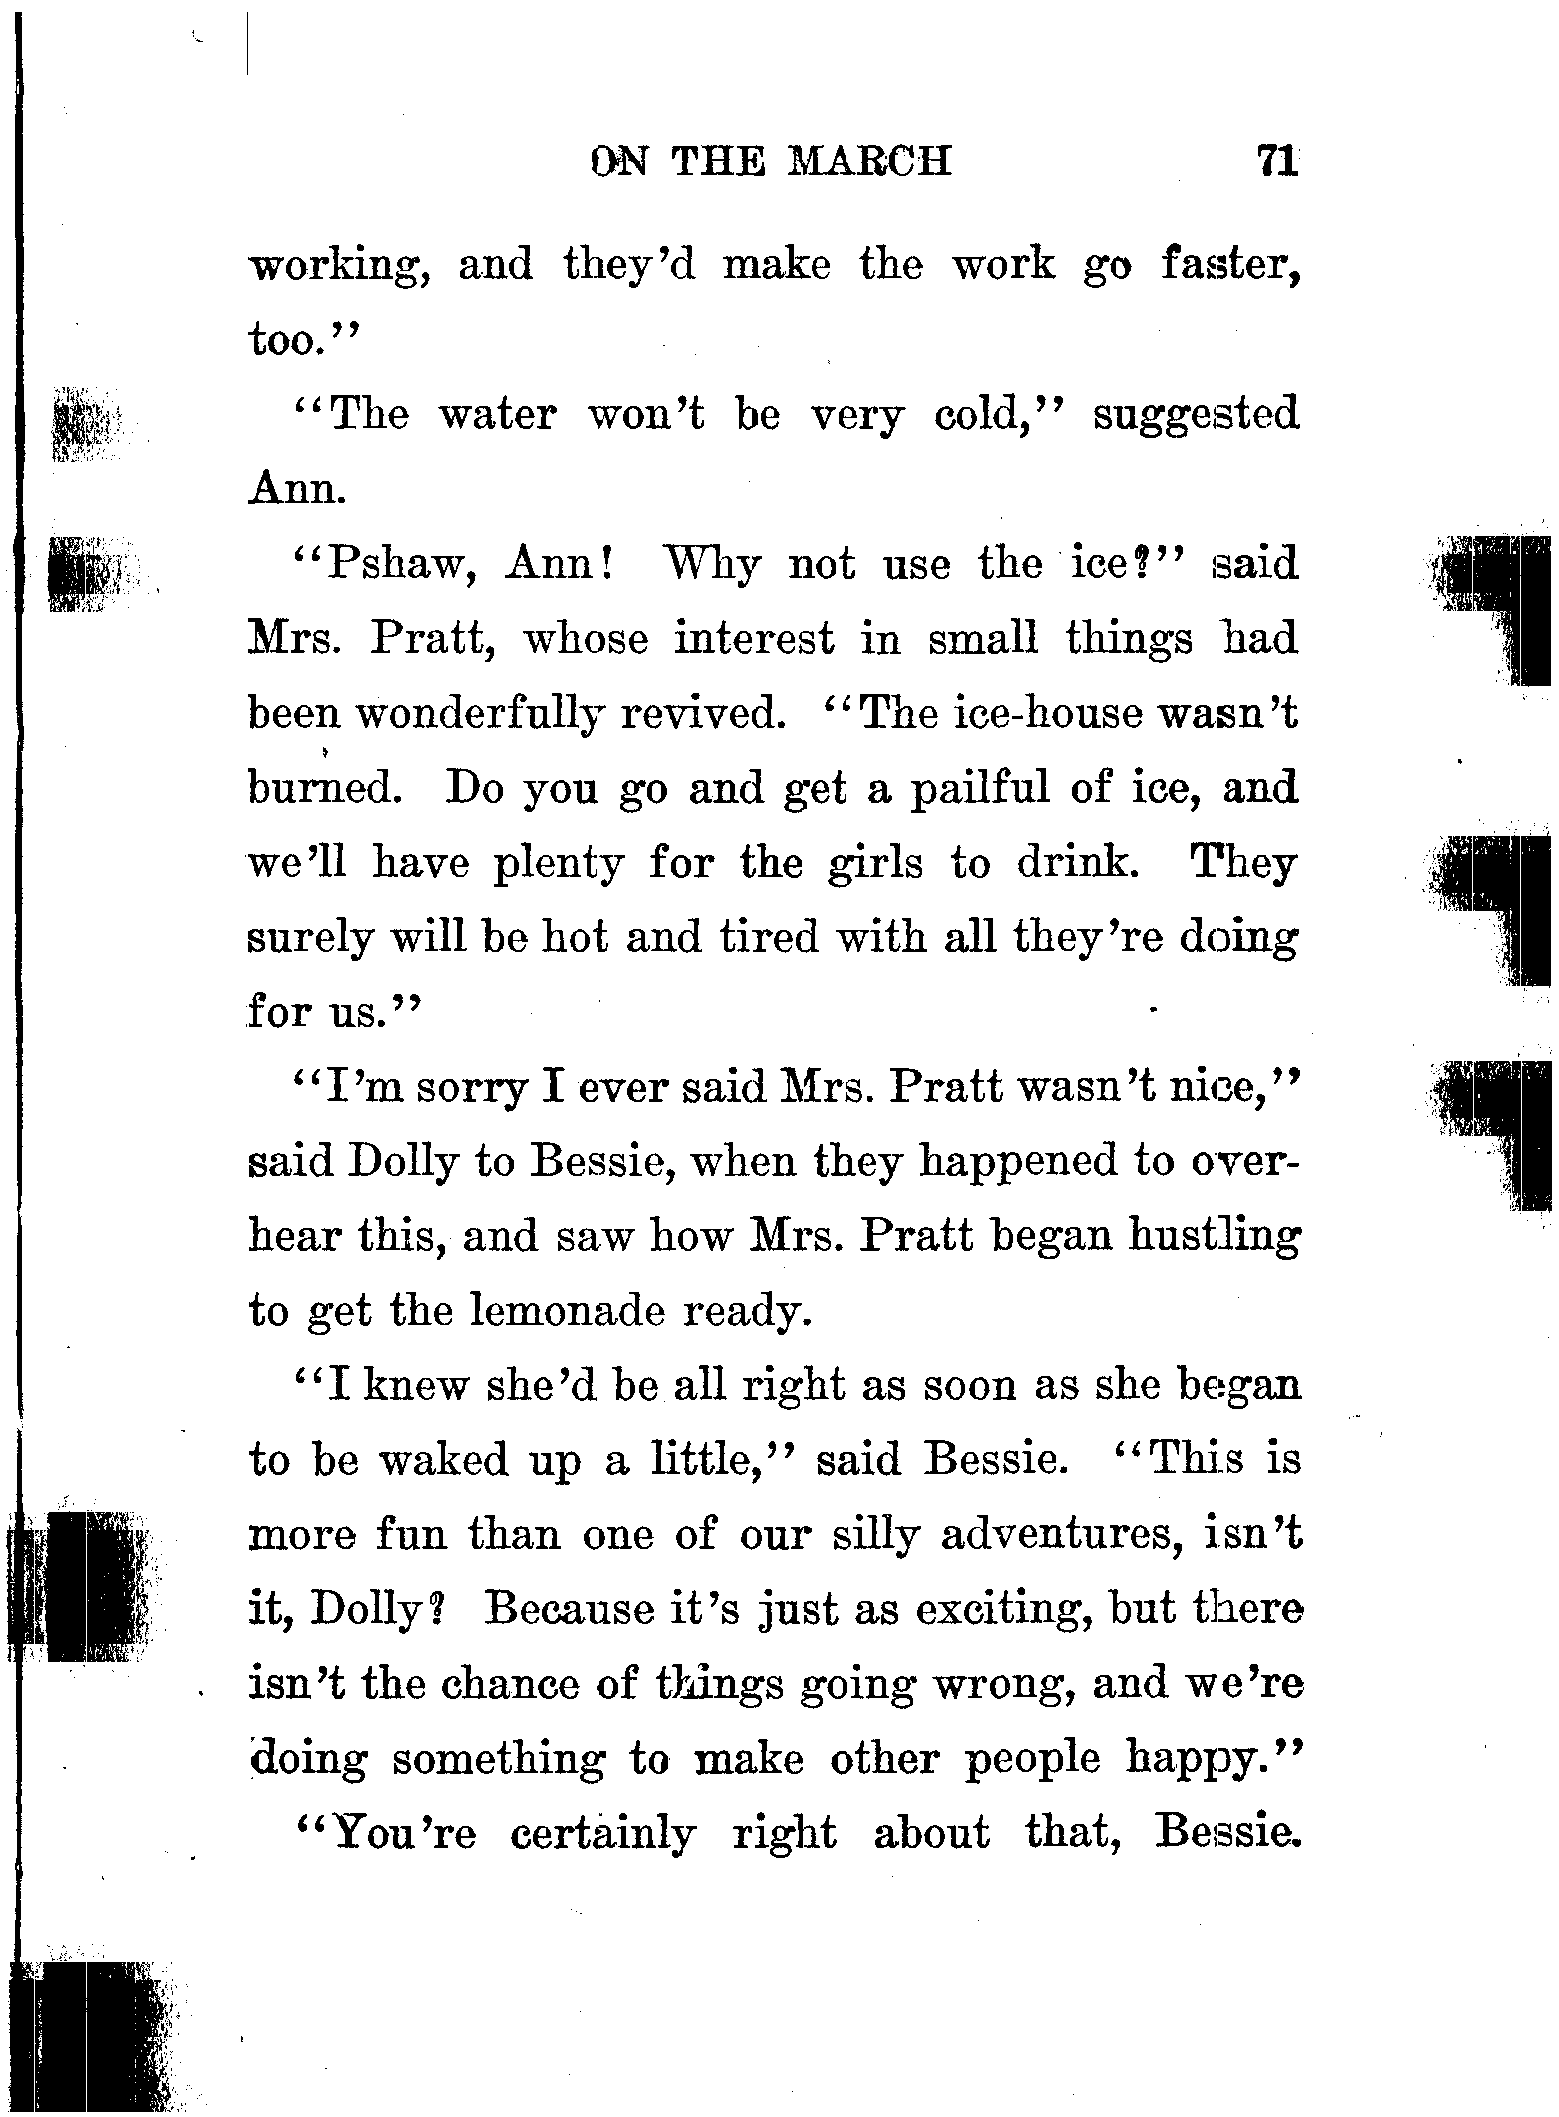 ON THE MARCH 71
working, and they'd make the work go faster,
too."
"The water won't be very cold," suggested
Ann.
"Pshaw, Ann! Why not use the ice?" said
Mrs. Pratt, whose interest in small things had
been wonderfully revived. "The ice-house wasn't
burned. Do you go and get a pailful of ice, and
we'll have plenty for the girls to drink. They
surely will be hot and tired with all they're doing
for us."
"I'm sorry I ever said Mrs. Pratt wasn't nice,"
said Dolly to Bessie, when they happened to over-
hear this, and saw how Mrs. Pratt began hustling
to get the lemonade ready.
"I knew she'd be all right as soon as she began
to be waked up a little," said Bessie. "This is
more fun than one of our silly adventures, isn't
it, Dolly? Because it's just as exciting, but there
isn't the chance of things going wrong, and we're
doing something to make other people happy."
"You're certainly right about that, Bessie.